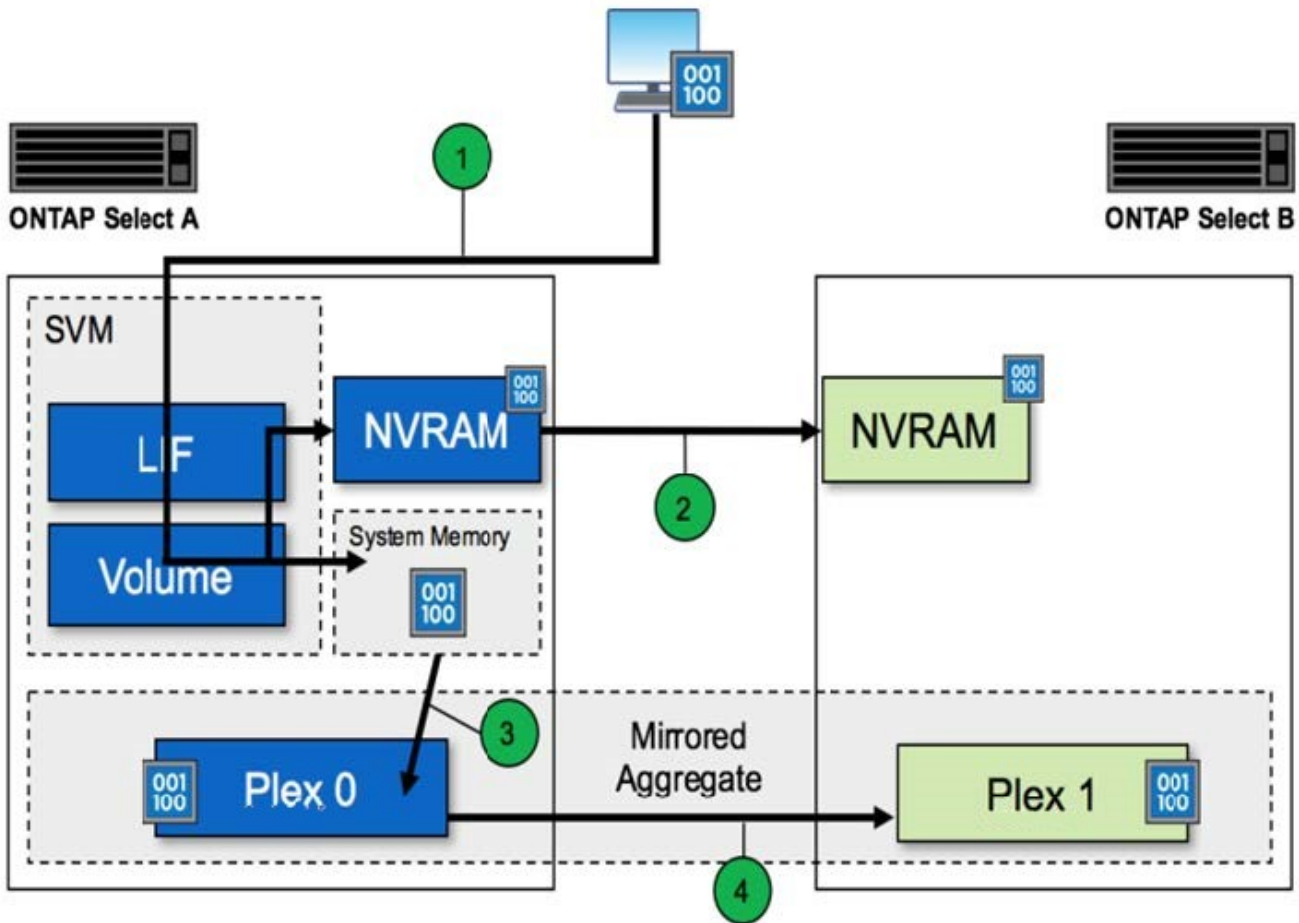 001
100
1
ONTAP Select A
ONTAP Select B
SVM
LIF
Volume
NVRAM
001
100
2
NVRAM
001
100
System Memory
001
100
3
Mirrored
Aggregate
001
100
Plex 0
Plex 1
001
100
4